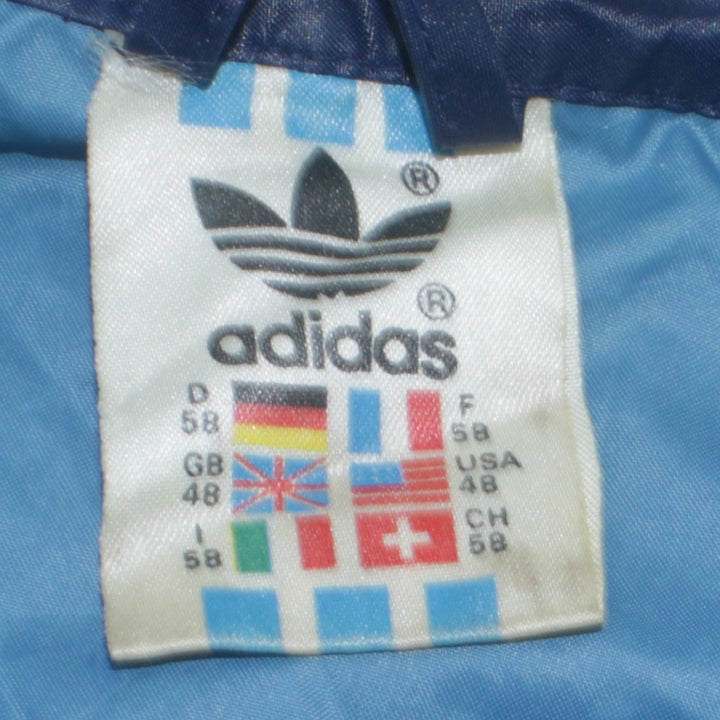 ®
®
adidas
D 58
F 58
GB 48
USA 48
I 58
CH 58